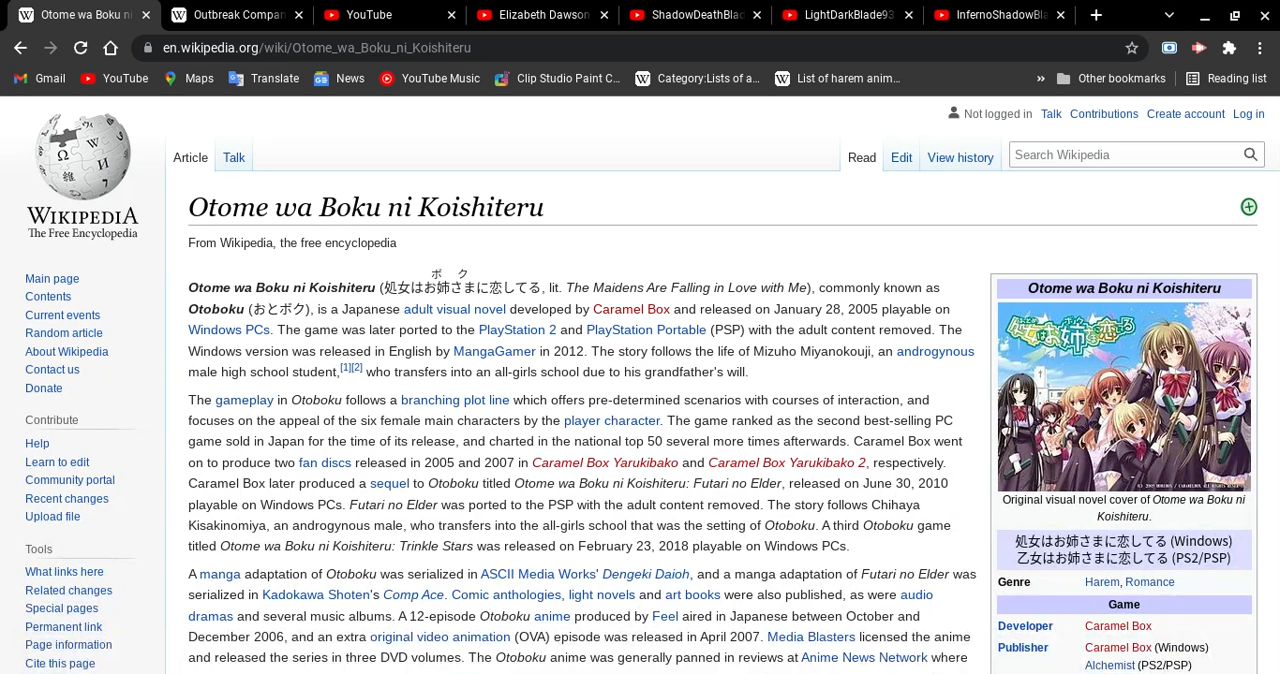 Otome wa Boku ni
Outbreak Compan
YouTube
Elizabeth Dawson
ShadowDeathBlad
LightDarkBlade93
InfernoShadowBla
en.wikipedia.org/wiki/Otome_wa_Boku_ni_Koishiteru
Gmail
YouTube
Maps
Translate
News
YouTube Music
Clip Studio Paint C...
Category:Lists of a...
List of harem anim...
»
Other bookmarks
Reading list
Not logged in
Talk
Contributions
Create account
Log in
WIKIPEDIA
The Free Encyclopedia
Article
Talk
Read
Edit
View history
Search Wikipedia
Main page
Contents
Current events
Random article
About Wikipedia
Contact us
Donate
Contribute
Help
Learn to edit
Community portal
Recent changes
Upload file
Tools
What links here
Related changes
Special pages
Permanent link
Page information
Cite this page
Otome wa Boku ni Koishiteru
From Wikipedia, the free encyclopedia
ボク
Otome wa Boku ni Koishiteru (処女はお姉さまに恋してる, lit. The Maidens Are Falling in Love with Me), commonly known as
Otoboku (おとボク), is a Japanese adult visual novel developed by Caramel Box and released on January 28, 2005 playable on
Windows PCs. The game was later ported to the PlayStation 2 and PlayStation Portable (PSP) with the adult content removed. The
Windows version was released in English by MangaGamer in 2012. The story follows the life of Mizuho Miyanokouji, an androgynous
male high school student,[1][2] who transfers into an all-girls school due to his grandfather's will.
The gameplay in Otoboku follows a branching plot line which offers pre-determined scenarios with courses of interaction, and
focuses on the appeal of the six female main characters by the player character. The game ranked as the second best-selling PC
game sold in Japan for the time of its release, and charted in the national top 50 several more times afterwards. Caramel Box went
on to produce two fan discs released in 2005 and 2007 in Caramel Box Yarukibako and Caramel Box Yarukibako 2, respectively.
Caramel Box later produced a sequel to Otoboku titled Otome wa Boku ni Koishiteru: Futari no Elder, released on June 30, 2010
playable on Windows PCs. Futari no Elder was ported to the PSP with the adult content removed. The story follows Chihaya
Kisakinomiya, an androgynous male, who transfers into the all-girls school that was the setting of Otoboku. A third Otoboku game
titled Otome wa Boku ni Koishiteru: Trinkle Stars was released on February 23, 2018 playable on Windows PCs.
A manga adaptation of Otoboku was serialized in ASCII Media Works' Dengeki Daioh, and a manga adaptation of Futari no Elder was
serialized in Kadokawa Shoten's Comp Ace. Comic anthologies, light novels and art books were also published, as were audio
dramas and several music albums. A 12-episode Otoboku anime produced by Feel aired in Japanese between October and
December 2006, and an extra original video animation (OVA) episode was released in April 2007. Media Blasters licensed the anime
and released the series in three DVD volumes. The Otoboku anime was generally panned in reviews at Anime News Network where
Otome wa Boku ni Koishiteru
処女はお姉さまに恋してる
Original visual novel cover of Otome wa Boku ni
Koishiteru.
処女はお姉さまに恋してる (Windows)
乙女はお姉さまに恋してる (PS2/PSP)
Genre Harem, Romance
Game
Developer Caramel Box
Publisher Caramel Box (Windows)
Alchemist (PS2/PSP)